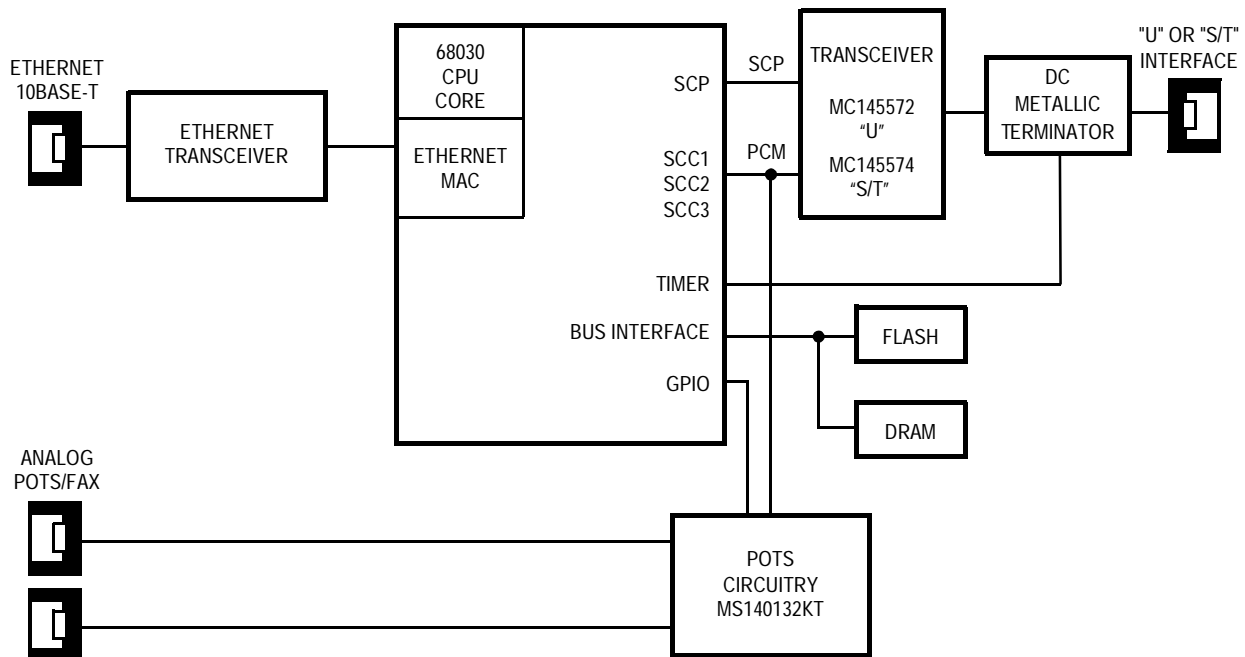 ETHERNET
10BASE-T
ETHERNET
TRANSCEIVER
68030
CPU
CORE
ETHERNET
MAC
SCP
SCC1
SCC2
SCC3
TIMER
BUS INTERFACE
GPIO
SCP
PCM
TRANSCEIVER
MC145572
"U"
MC145574
"S/T"
DC
METALLIC
TERMINATOR
"U" OR "S/T"
INTERFACE
FLASH
DRAM
ANALOG
POTS/FAX
POTS
CIRCUITRY
MS140132KT